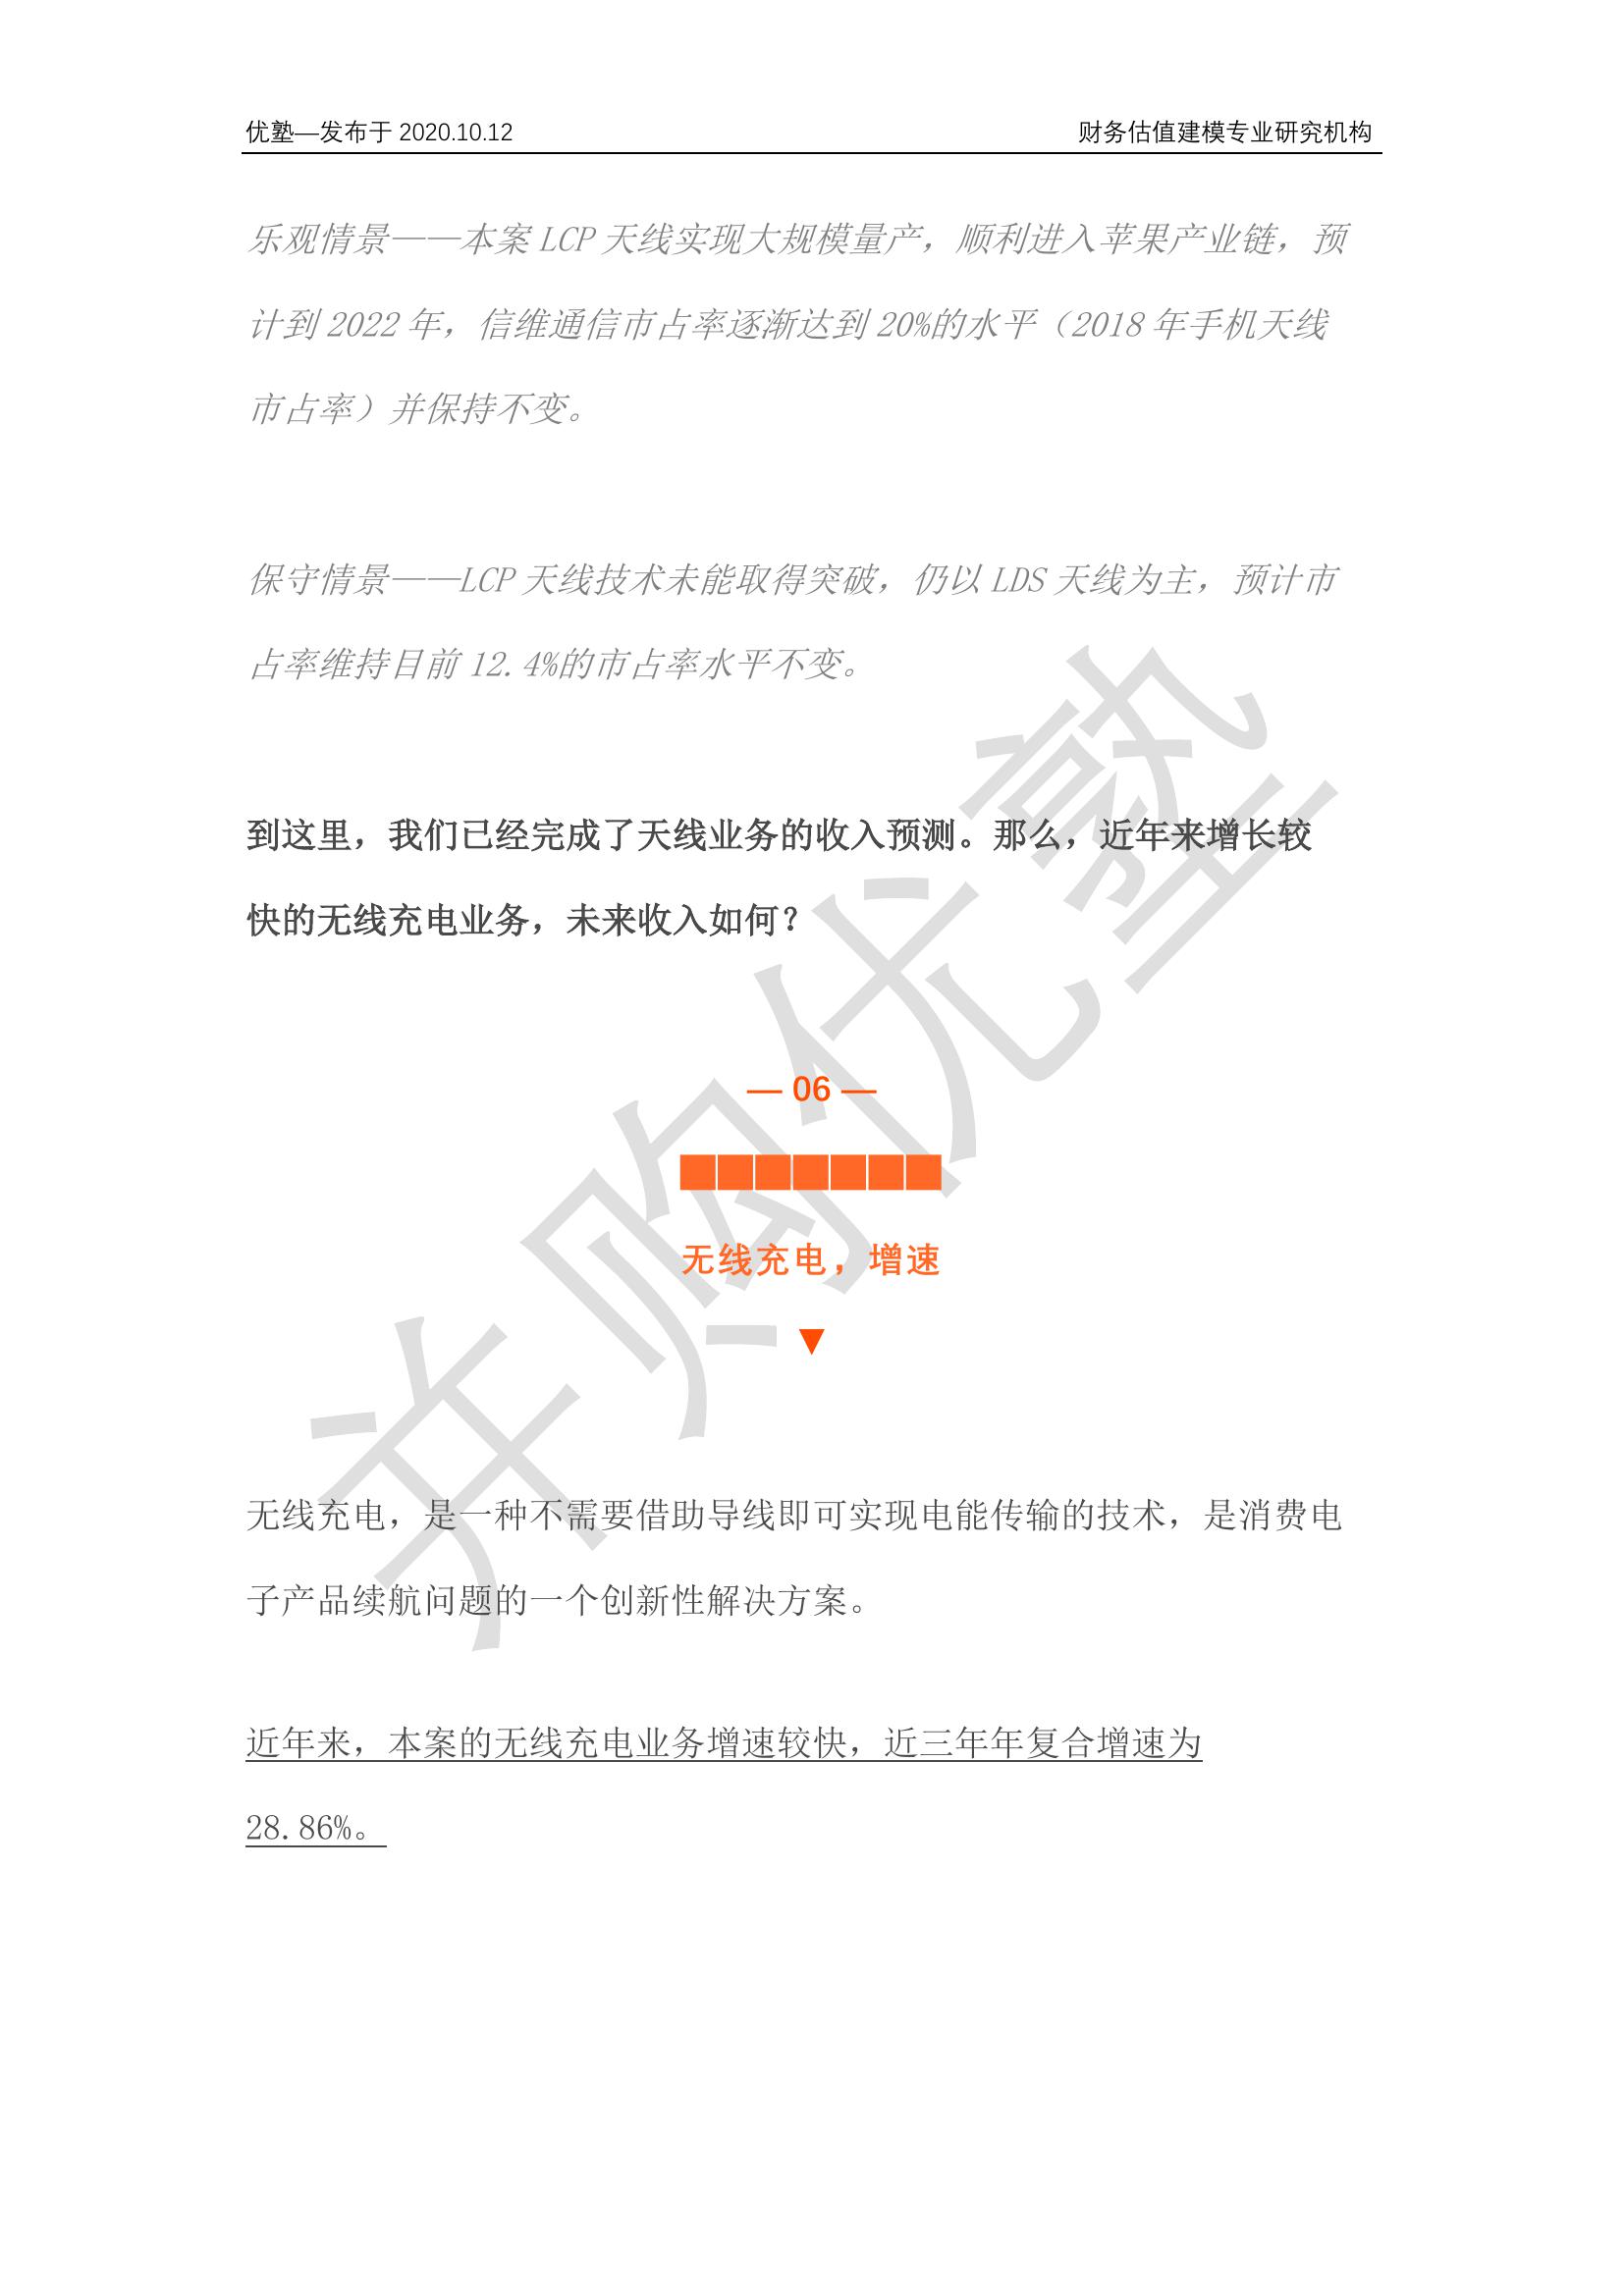 优塾—发布于 2020.10.12
财务估值建模专业研究机构
乐观情景——本案 LCP 天线实现大规模量产，顺利进入苹果产业链，预
计到 2022 年，信维通信市占率逐渐达到 20%的水平（2018 年手机天线
市占率）并保持不变。
保守情景——LCP 天线技术未能取得突破，仍以 LDS 天线为主，预计市
占率维持目前 12.4%的市占率水平不变。
到这里，我们已经完成了天线业务的收入预测。那么，近年来增长较
快的无线充电业务，未来收入如何？
— 06 —
无线充电，增速
▼
无线充电，是一种不需要借助导线即可实现电能传输的技术，是消费电
子产品续航问题的一个创新性解决方案。
近年来，本案的无线充电业务增速较快，近三年年复合增速为
28.86%。
并购优塾